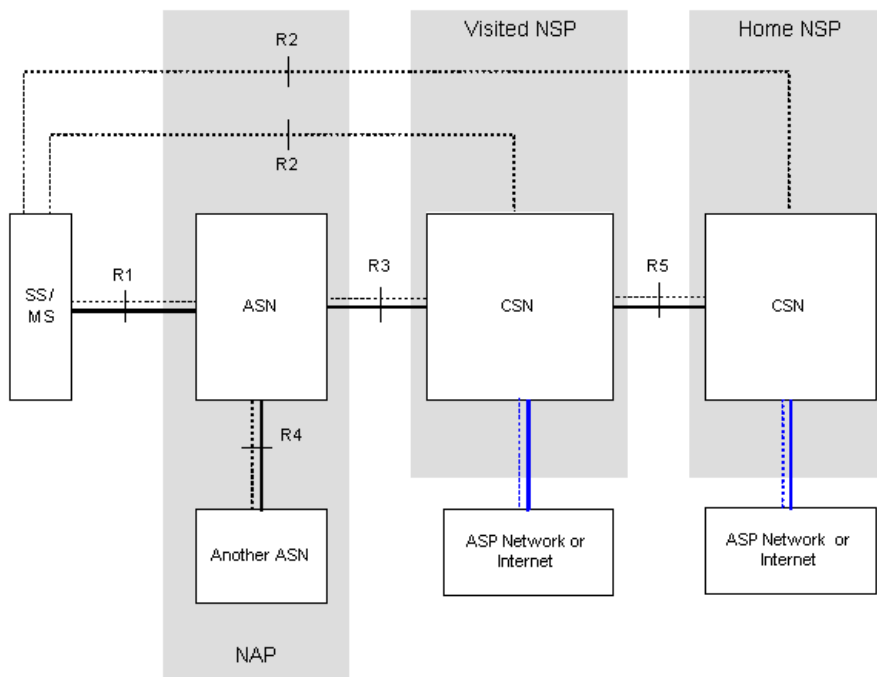 R2
Visited NSP
Home NSP
R2
SS/
MS
R1
ASN
R3
CSN
R5
CSN
R4
Another ASN
ASP Network or
Internet
ASP Network or
Internet
NAP